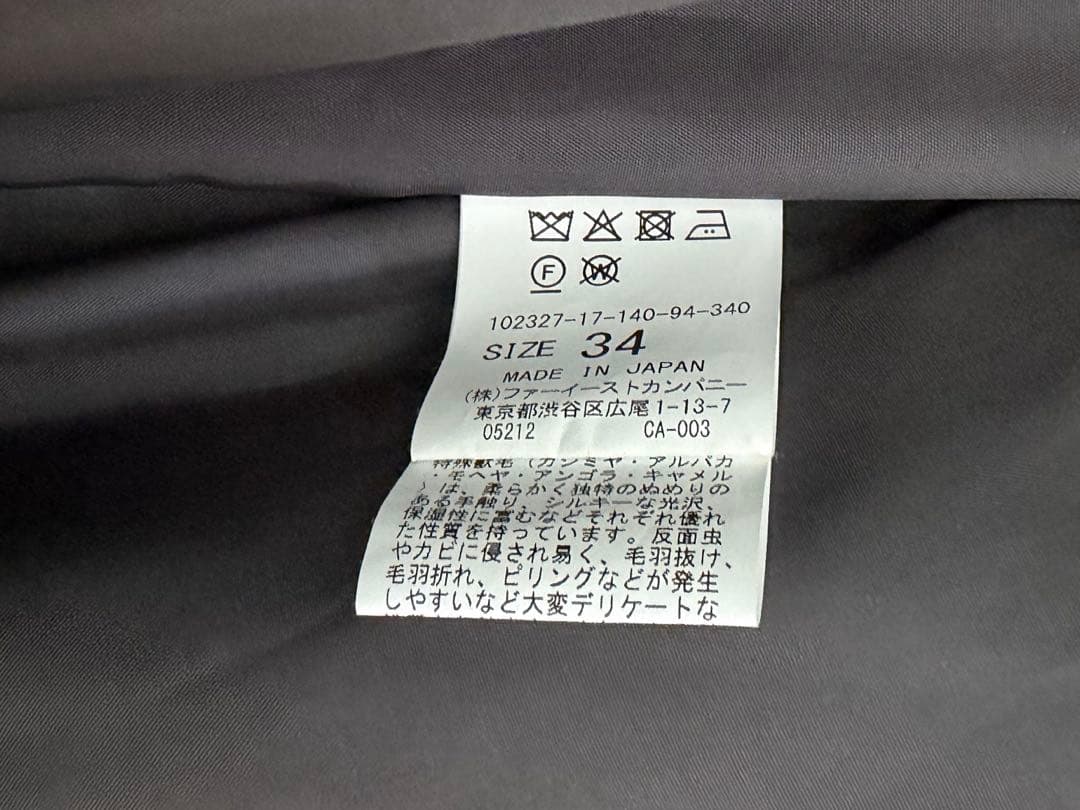 F
W
102327-17-140-94-340
SIZE 34
MADE IN JAPAN
(株)ファーイーストカンパニー
東京都渋谷区広尾1-13-7
05212 CA-003
特殊獣毛(カシミヤ・アルパカ
・モヘヤ・アンゴラ・キャメル
)は、柔らかく独特のぬめりの
ある手触り、シルキーな光沢、
保湿性に富むなどそれぞれ優れ
た性質を持っています。反面虫
やカビに侵され易く、毛羽抜け、
毛羽折れ、ピリングなどが発生
しやすいなど大変デリケートな